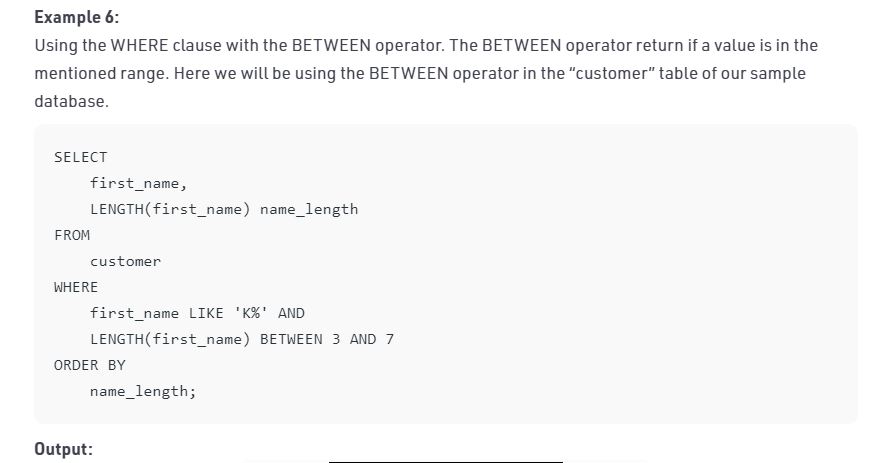 Example 6:
Using the WHERE clause with the BETWEEN operator. The BETWEEN operator return if a value is in the
mentioned range. Here we will be using the BETWEEN operator in the “customer” table of our sample
database.
SELECT
    first_name,
    LENGTH(first_name) name_length
FROM
    customer
WHERE
    first_name LIKE 'K%' AND
    LENGTH(first_name) BETWEEN 3 AND 7
ORDER BY
    name_length;
Output: